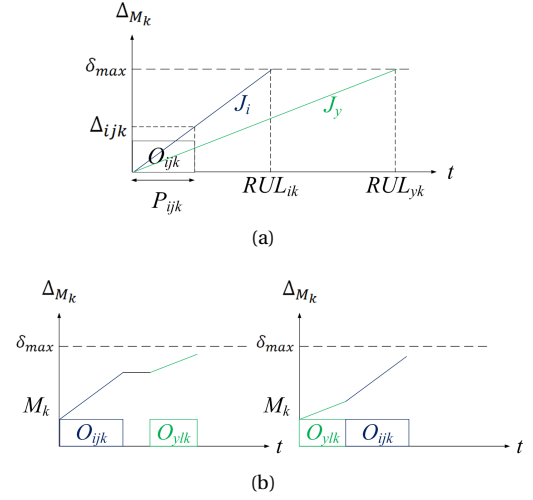 Δ_{M_k}
δ_{max}
J_i
J_y
Δ_{ijk}
O_{ijk}
t
RUL_{ik} RUL_{yk}
P_{ijk}
(a)
Δ_{M_k} Δ_{M_k}
δ_{max} δ_{max}
M_k M_k
O_{ijk} O_{ylk} t O_{ylk} O_{ijk} t
(b)